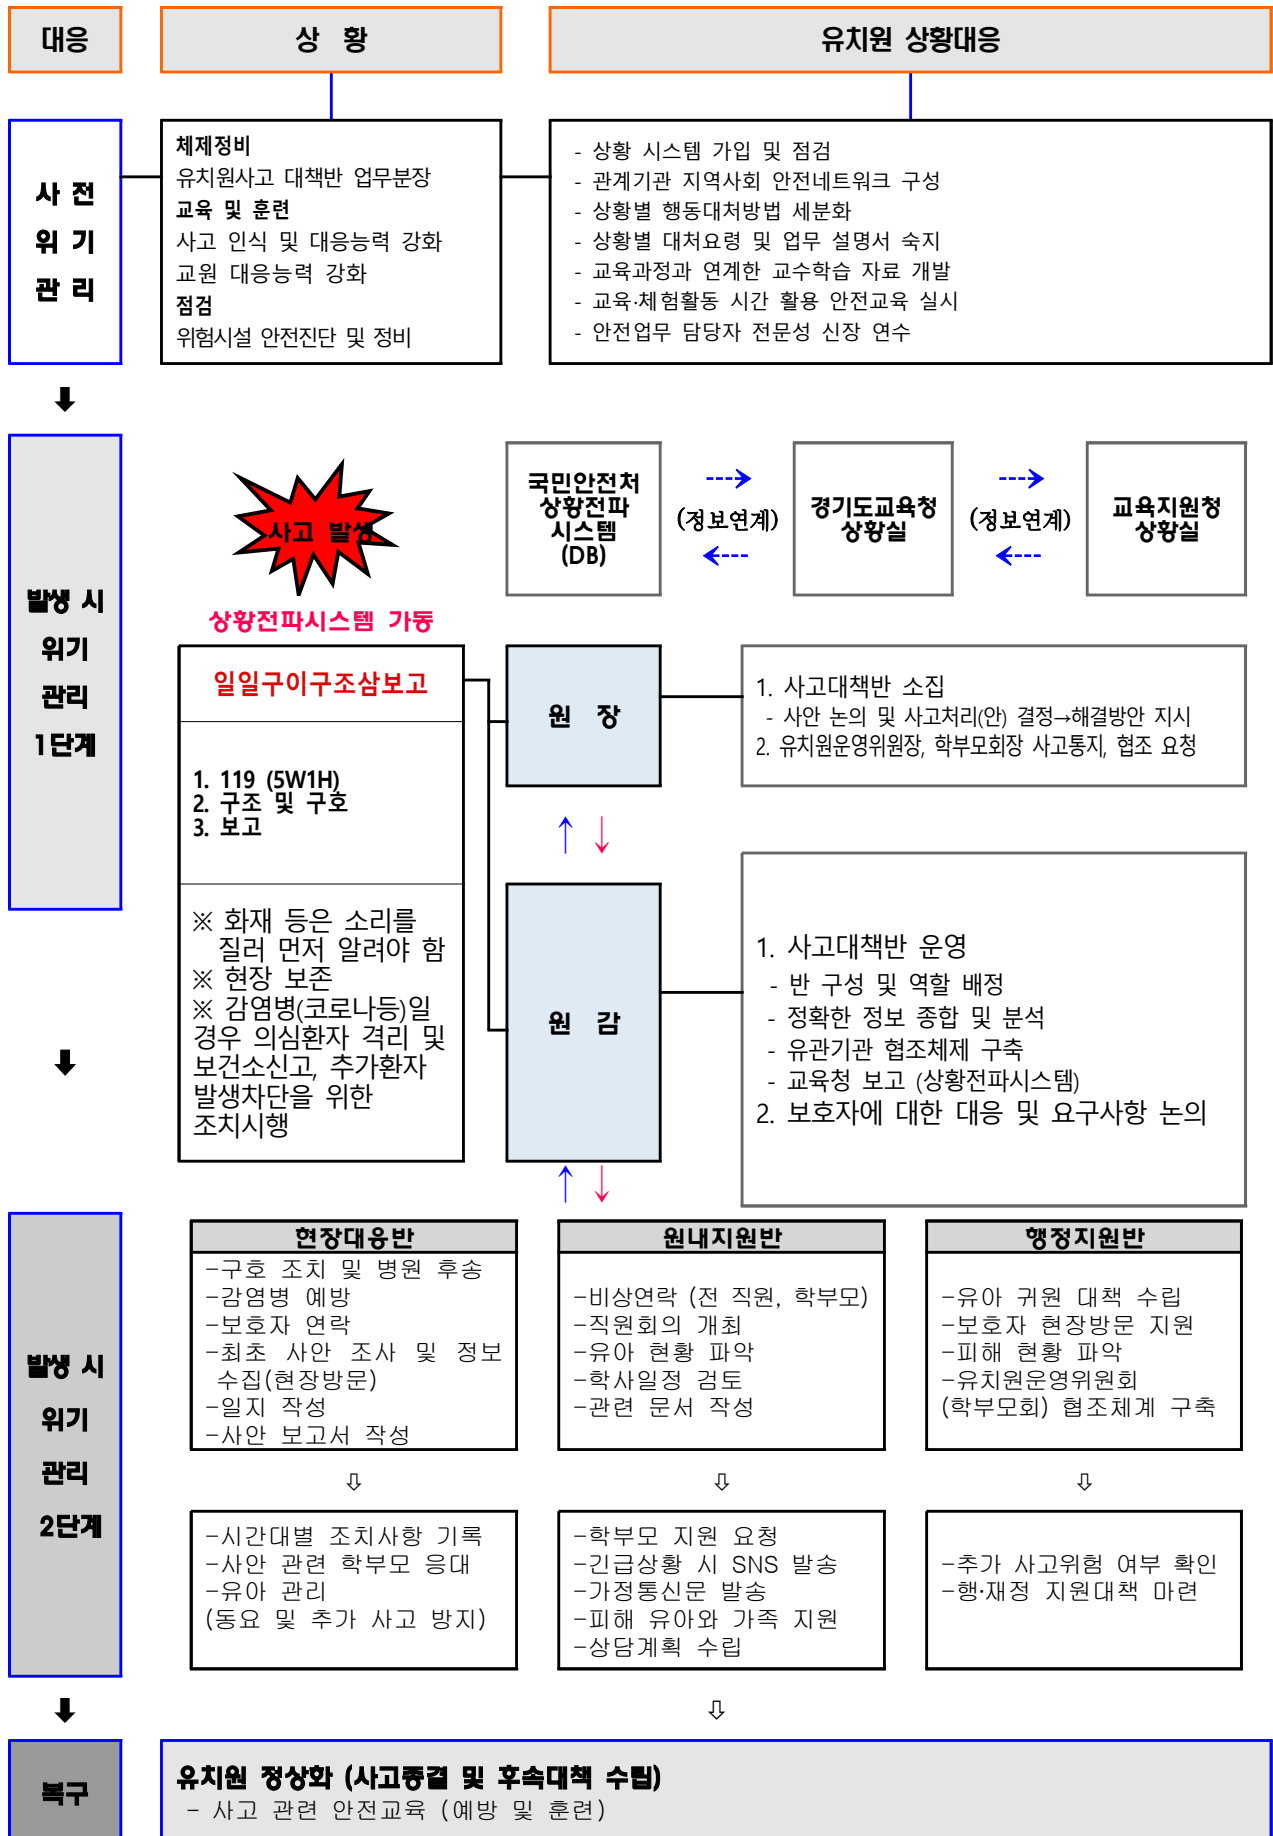 대응
상 황
유치원 상황대응
사 전
위 기
관 리
체제정비
유치원사고 대책반 업무분장
교육 및 훈련
사고 인식 및 대응능력 강화
교원 대응능력 강화
점검
위험시설 안전진단 및 정비
- 상황 시스템 가입 및 점검
- 관계기관 지역사회 안전네트워크 구성
- 상황별 행동대처방법 세분화
- 상황별 대처요령 및 업무 설명서 숙지
- 교육과정과 연계한 교수학습 자료 개발
- 교육·체험활동 시간 활용 안전교육 실시
- 안전업무 담당자 전문성 신장 연수
발생 시
위기
관리
1단계
사고 발생
상황전파시스템 가동
국민안전처
상황전파
시스템
(DB)
(정보연계)
경기도교육청
상황실
(정보연계)
교육지원청
상황실
일일구이구조삼보고
1. 119 (5W1H)
2. 구조 및 구호
3. 보고
※ 화재 등은 소리를
질러 먼저 알려야 함
※ 현장 보존
※ 감염병(코로나등)일
경우 의심환자 격리 및
보건소신고, 추가환자
발생차단을 위한
조치시행
원 장
1. 사고대책반 소집
- 사안 논의 및 사고처리(안) 결정→해결방안 지시
2. 유치원운영위원장, 학부모회장 사고통지, 협조 요청
원 감
1. 사고대책반 운영
- 반 구성 및 역할 배정
- 정확한 정보 종합 및 분석
- 유관기관 협조체제 구축
- 교육청 보고 (상황전파시스템)
2. 보호자에 대한 대응 및 요구사항 논의
발생 시
위기
관리
2단계
현장대응반
-구호 조치 및 병원 후송
-감염병 예방
-보호자 연락
-최초 사안 조사 및 정보
수집(현장방문)
-일지 작성
-사안 보고서 작성
원내지원반
-비상연락 (전 직원, 학부모)
-직원회의 개최
-유아 현황 파악
-학사일정 검토
-관련 문서 작성
행정지원반
-유아 귀원 대책 수립
-보호자 현장방문 지원
-피해 현황 파악
-유치원운영위원회
(학부모회) 협조체계 구축
-시간대별 조치사항 기록
-사안 관련 학부모 응대
-유아 관리
(동요 및 추가 사고 방지)
-학부모 지원 요청
-긴급상황 시 SNS 발송
-가정통신문 발송
-피해 유아와 가족 지원
-상담계획 수립
-추가 사고위험 여부 확인
-행·재정 지원대책 마련
복구
유치원 정상화 (사고종결 및 후속대책 수립)
- 사고 관련 안전교육 (예방 및 훈련)